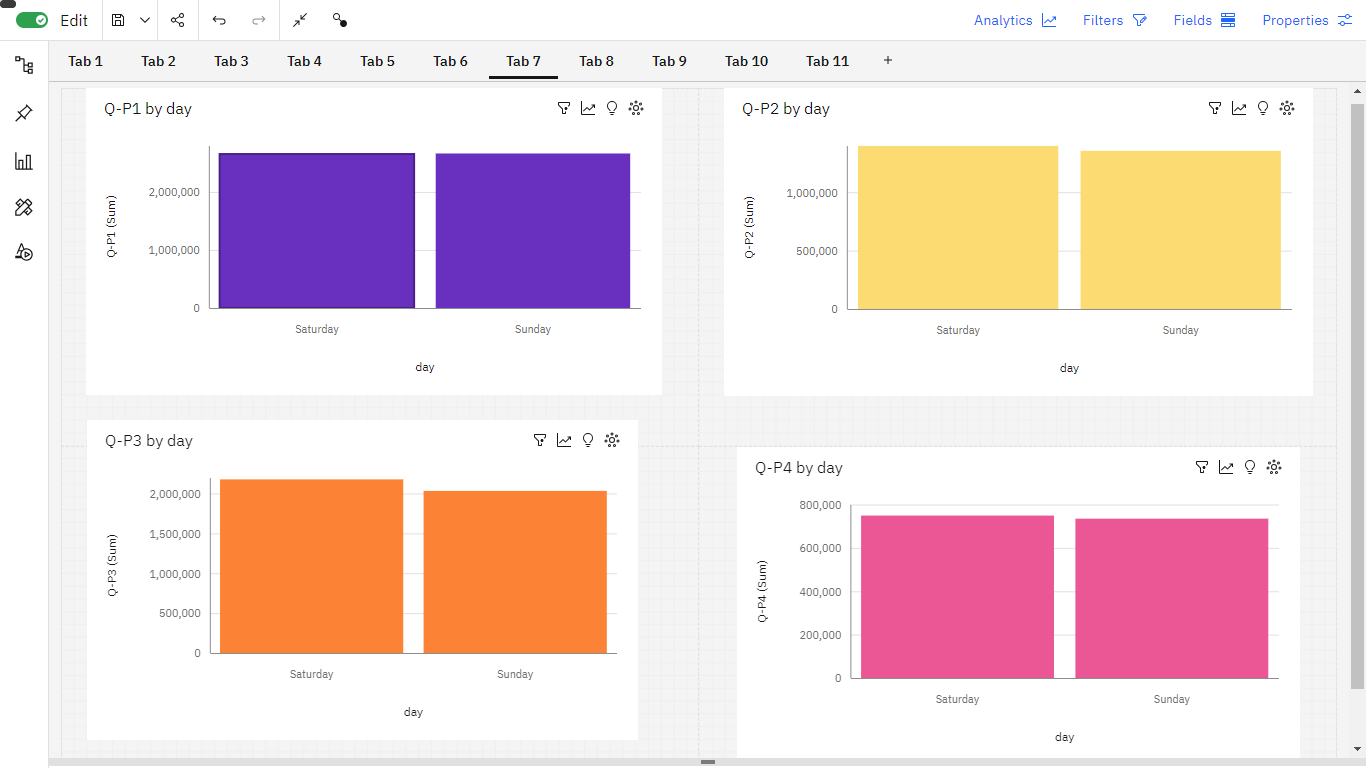 Edit
Analytics
Filters
Fields
Properties
Tab 1
Tab 2
Tab 3
Tab 4
Tab 5
Tab 6
Tab 7
Tab 8
Tab 9
Tab 10
Tab 11
+
Q-P1 by day
Q-P1 (Sum)
2,000,000
1,000,000
0
Saturday
Sunday
day
Q-P2 by day
Q-P2 (Sum)
1,000,000
500,000
0
Saturday
Sunday
day
Q-P3 by day
Q-P3 (Sum)
2,000,000
1,500,000
1,000,000
500,000
0
Saturday
Sunday
day
Q-P4 by day
Q-P4 (Sum)
800,000
600,000
400,000
200,000
0
Saturday
Sunday
day